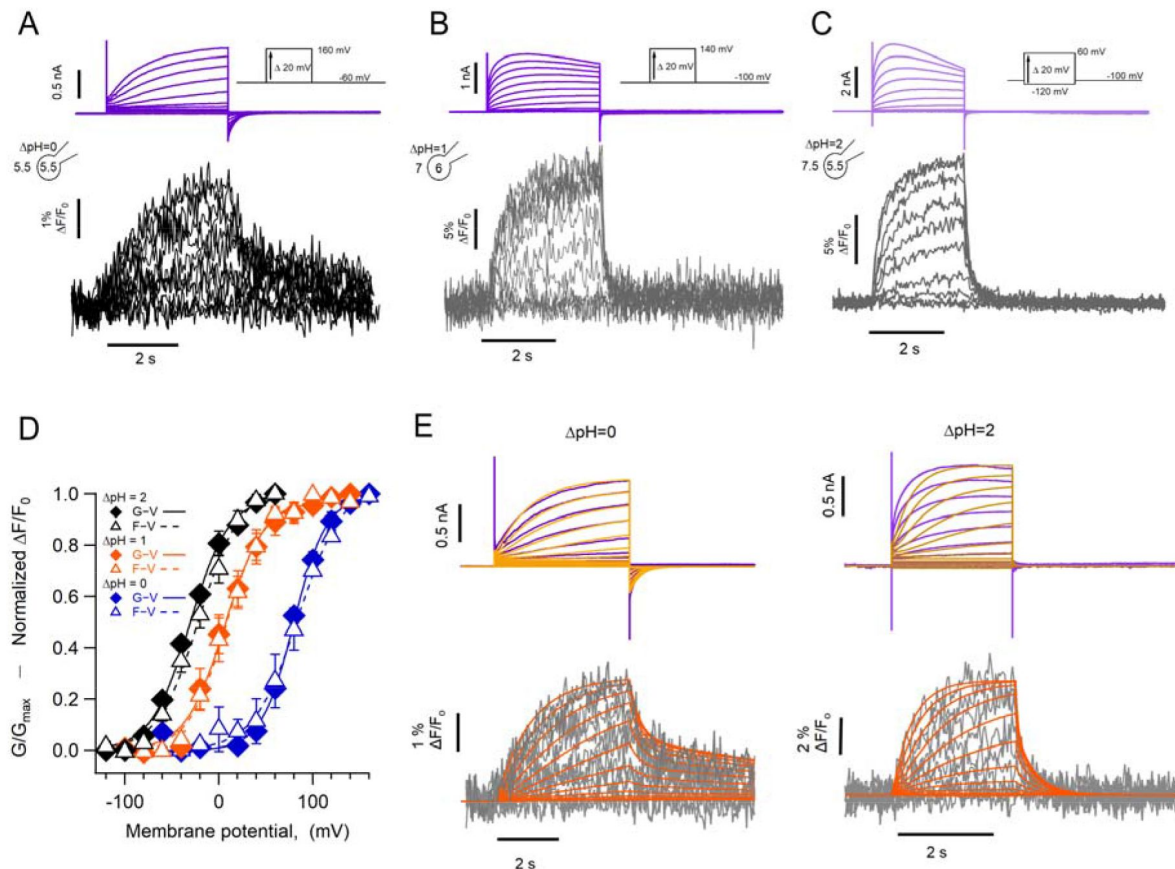 A
0.5 nA
160 mV
Δ 20 mV
-60 mV
ΔpH=0
5.5 5.5
1%
ΔF/F₀
2 s
B
1 nA
140 mV
Δ 20 mV
-100 mV
ΔpH=1
7 6
5%
ΔF/F₀
2 s
C
2 nA
60 mV
Δ 20 mV
-100 mV
-120 mV
ΔpH=2
7.5 5.5
5%
ΔF/F₀
2 s
D
G/Gmax — Normalized ΔF/F₀
1.0
0.8
0.6
0.4
0.2
0.0
ΔpH = 2
G-V
F-V
ΔpH = 1
G-V
F-V
ΔpH = 0
G-V
F-V
-100 0 100
Membrane potential, (mV)
E
ΔpH=0
0.5 nA
1 %
ΔF/Fₒ
2 s
ΔpH=2
0.5 nA
2 %
ΔF/Fₒ
2 s